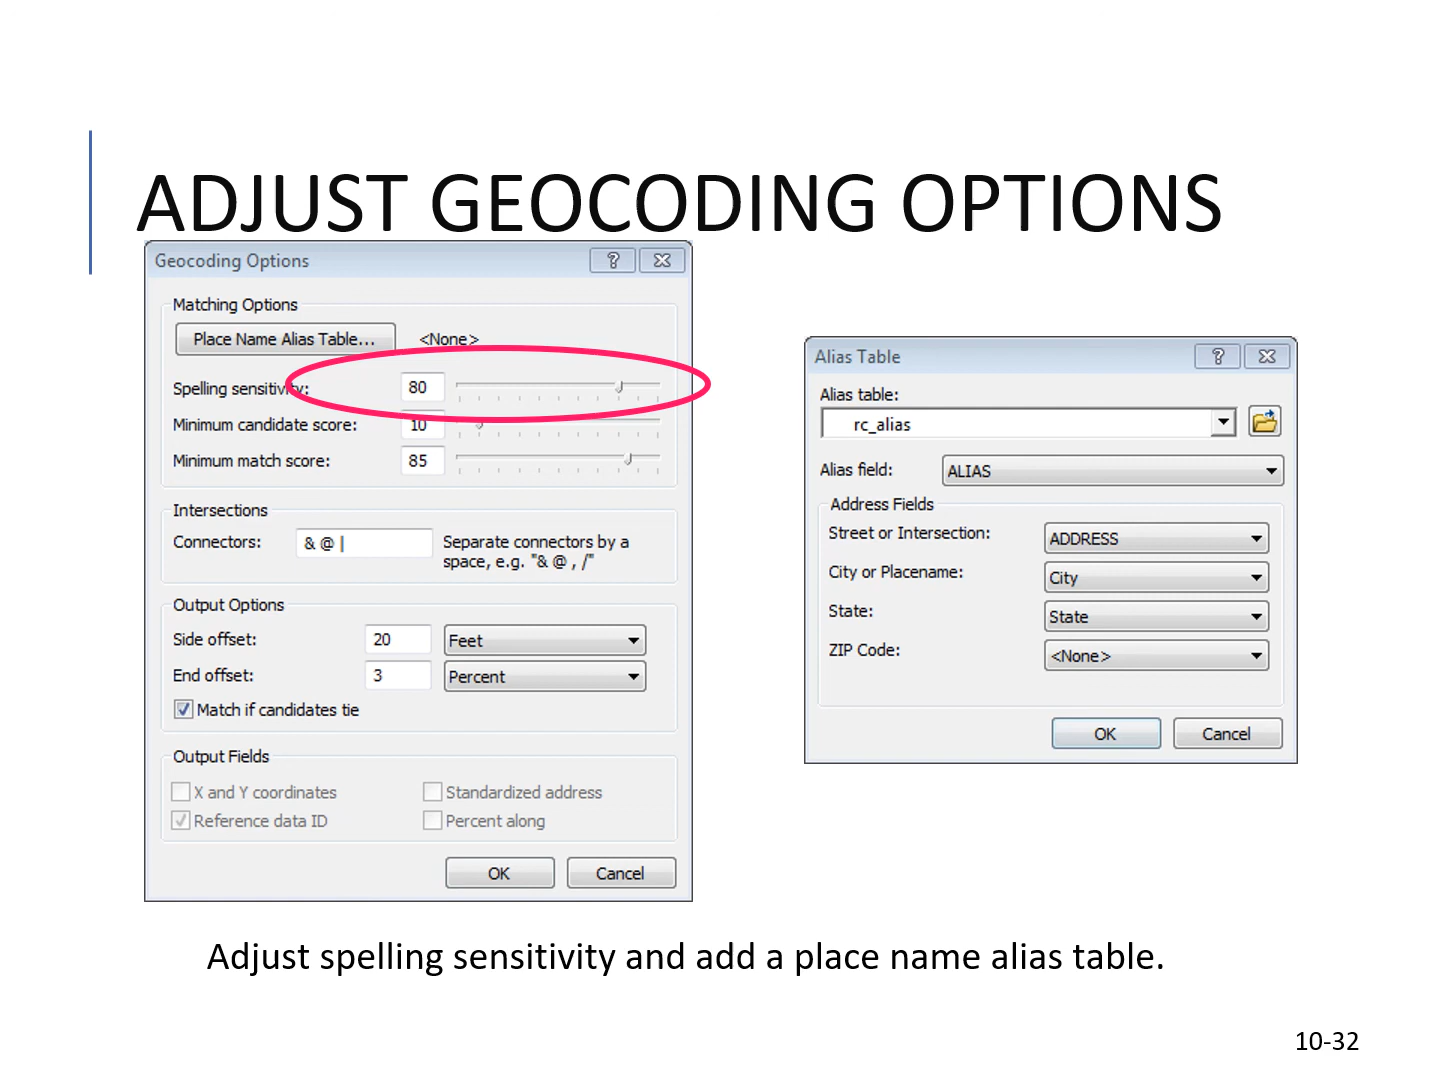 ADJUST GEOCODING OPTIONS
Geocoding Options
Matching Options
Place Name Alias Table...
<None>
Spelling sensitivity:
80
Minimum candidate score:
10
Minimum match score:
85
Intersections
Connectors:
& @ |
Separate connectors by a
space, e.g. "& @ , /"
Output Options
Side offset:
20
Feet
End offset:
3
Percent
Match if candidates tie
Output Fields
X and Y coordinates
Standardized address
Reference data ID
Percent along
OK
Cancel
Alias Table
Alias table:
rc_alias
Alias field:
ALIAS
Address Fields
Street or Intersection:
ADDRESS
City or Placename:
City
State:
State
ZIP Code:
<None>
OK
Cancel
Adjust spelling sensitivity and add a place name alias table.
10-32